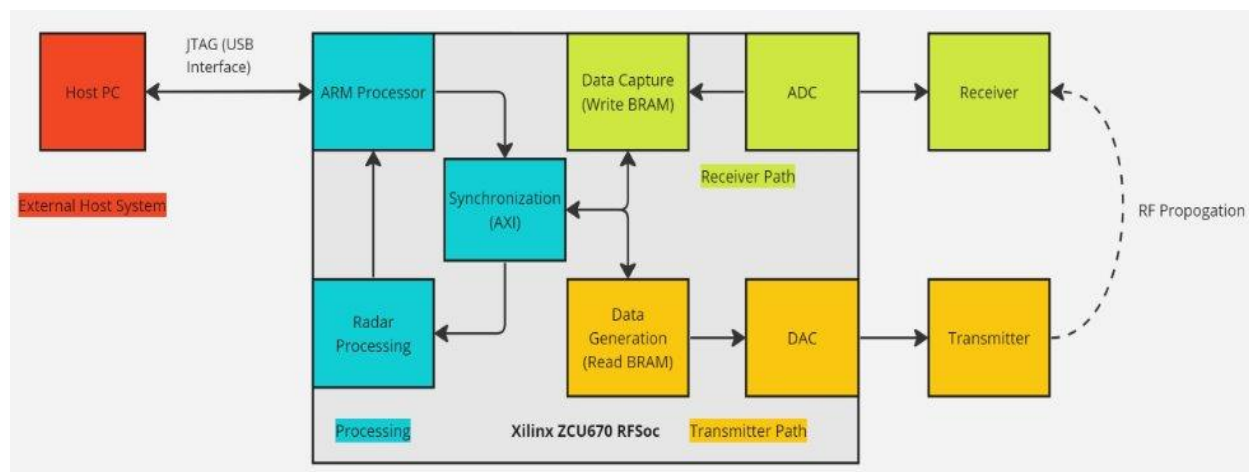 JTAG (USB
Interface)
Host PC
ARM Processor
Data Capture
(Write BRAM)
ADC
Receiver
External Host System
Synchronization
(AXI)
Receiver Path
RF Propogation
Radar
Processing
Data
Generation
(Read BRAM)
DAC
Transmitter
Processing
Xilinx ZCU670 RFSoc
Transmitter Path